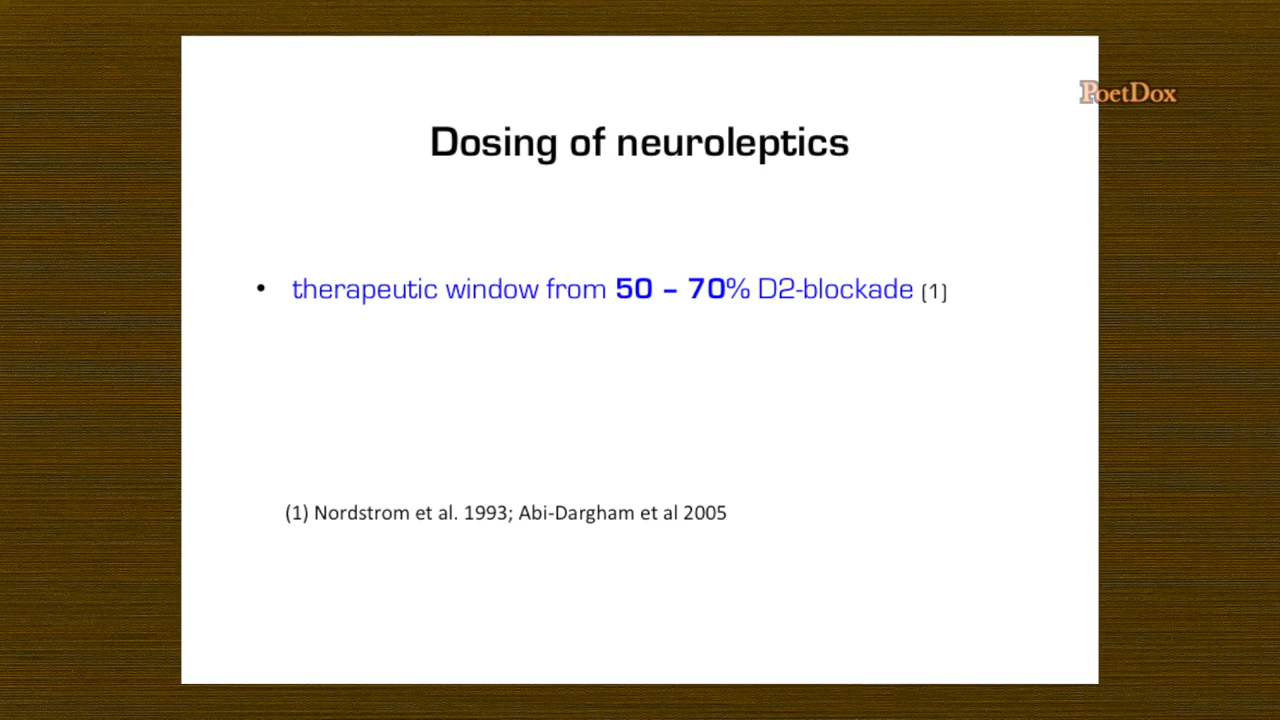 PoetDox
Dosing of neuroleptics
• therapeutic window from 50 – 70% D2-blockade (1)
(1) Nordstrom et al. 1993; Abi-Dargham et al 2005